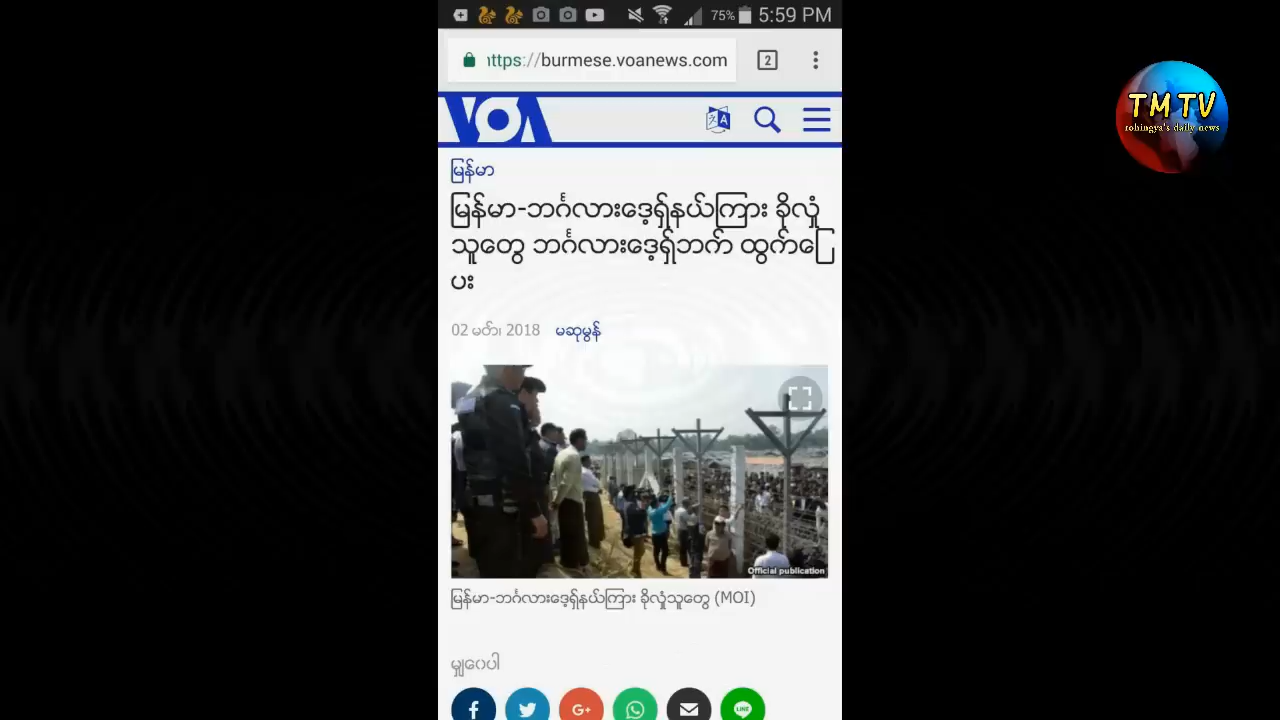 75% 5:59 PM
https://burmese.voanews.com
2
VOA
TM TV
rohingya's daily news
မြန်မာ
မြန်မာ-ဘင်္ဂလားဒေ့ရှ်နယ်ကြား ခိုလှုံ
သူတွေ ဘင်္ဂလားဒေ့ရှ်ဘက် ထွက်ပြေ
ပး
02 မတ်၊ 2018 မဆုမွန်
Official publication
မြန်မာ-ဘင်္ဂလားဒေ့ရှ်နယ်ကြား ခိုလှုံသူတွေ (MOI)
မျှဝေပါ
G+
LINE